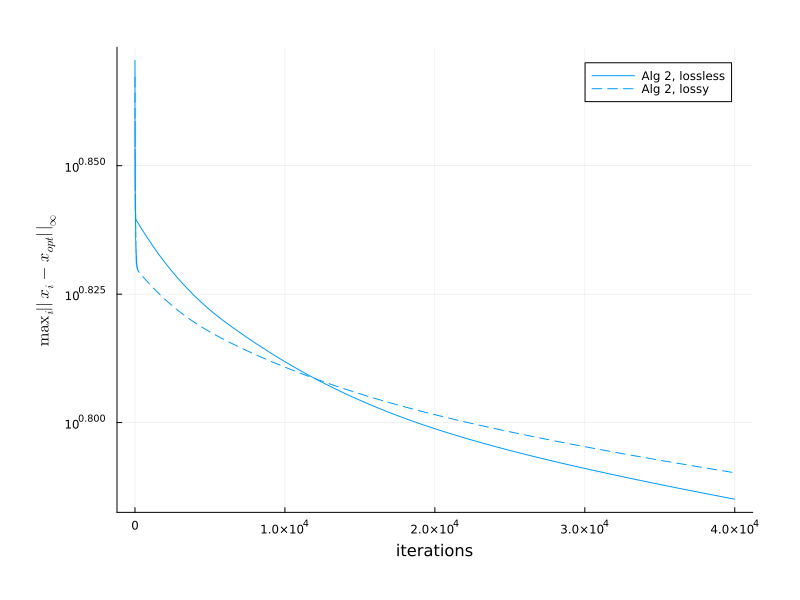 Alg 2, lossless
Alg 2, lossy
10^0.850
10^0.825
10^0.800
max_i|| x_i − x_opt||_∞
0
1.0×10^4
2.0×10^4
3.0×10^4
4.0×10^4
iterations